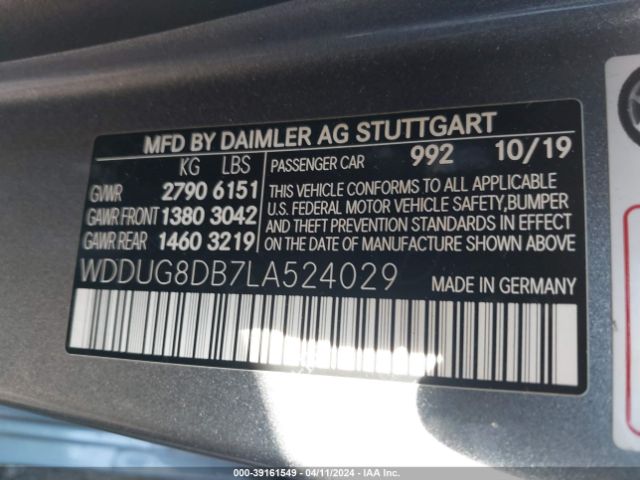 MFD BY DAIMLER AG STUTTGART
KG LBS
PASSENGER CAR 992 10/19
GVWR 2790 6151
GAWR FRONT 1380 3042
GAWR REAR 1460 3219
THIS VEHICLE CONFORMS TO ALL APPLICABLE
U.S. FEDERAL MOTOR VEHICLE SAFETY,BUMPER
AND THEFT PREVENTION STANDARDS IN EFFECT
ON THE DATE OF MANUFACTURE SHOWN ABOVE
WDDUG8DB7LA524029 MADE IN GERMANY
000-39161549 - 04/11/2024 - IAA Inc.